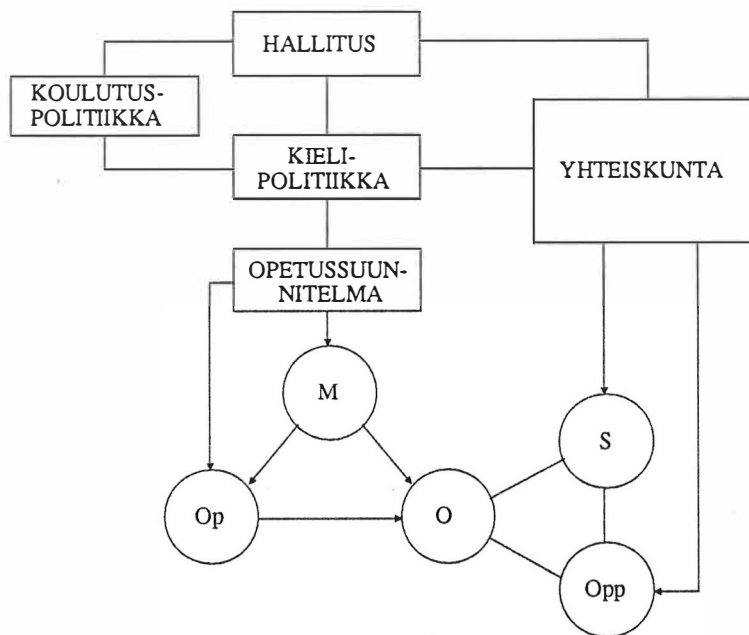 HALLITUS
KOULUTUS-
POLITIIKKA
KIELI-
POLITIIKKA
YHTEISKUNTA
OPETUSSUUN-
NITELMA
M
S
Op
O
Opp